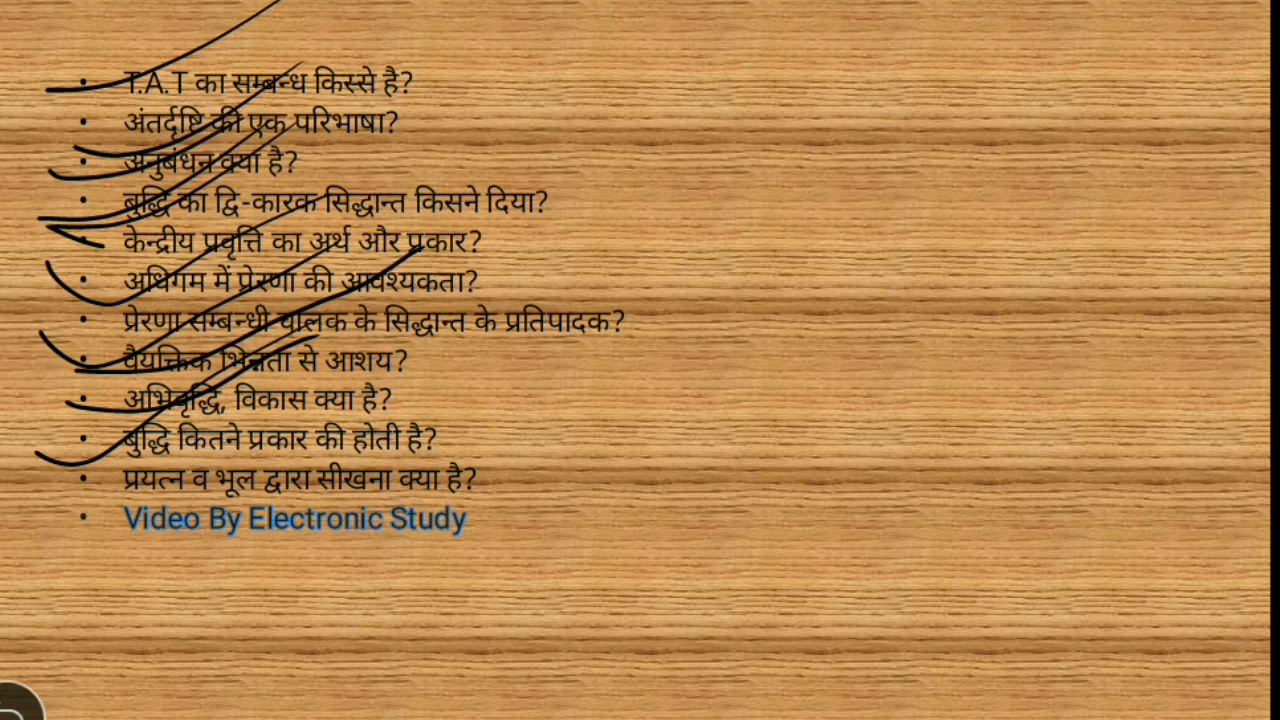 T.A.T का सम्बन्ध किस्से है?
अंतर्दृष्टि की एक परिभाषा?
अनुबंधन क्या है?
बुद्धि का द्वि-कारक सिद्धान्त किसने दिया?
केन्द्रीय प्रवृत्ति का अर्थ और प्रकार?
अधिगम में प्रेरणा की आवश्यकता?
प्रेरणा सम्बन्धी चालक के सिद्धान्त के प्रतिपादक?
वैयक्तिक भिन्नता से आशय?
अभिवृद्धि, विकास क्या है?
बुद्धि कितने प्रकार की होती है?
प्रयत्न व भूल द्वारा सीखना क्या है?
Video By Electronic Study